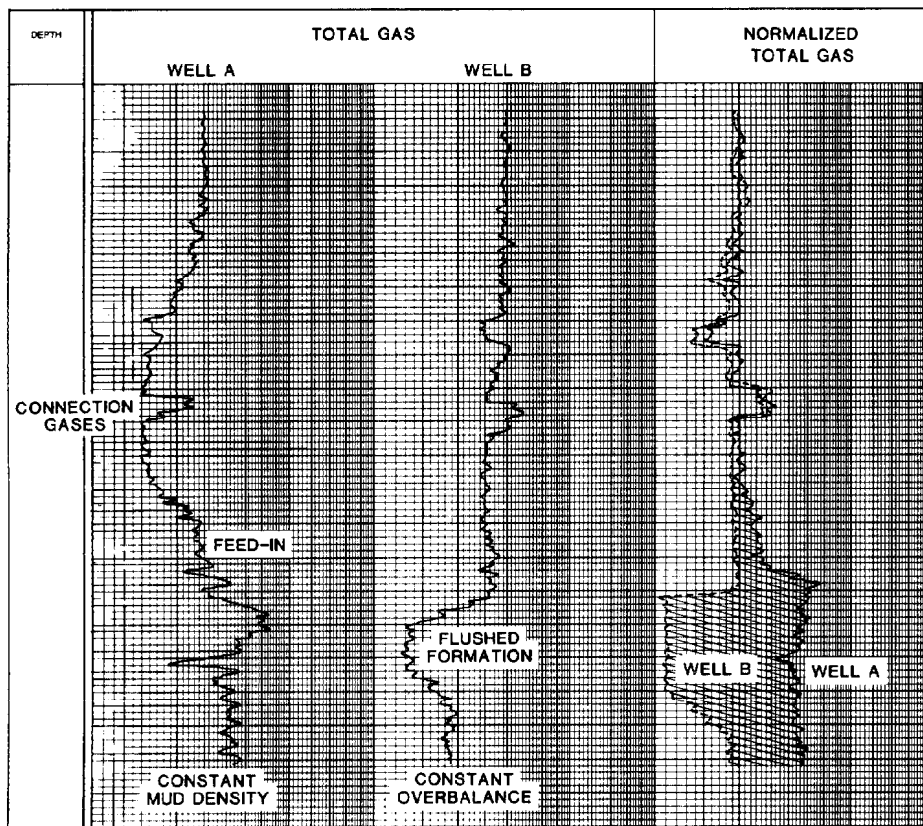 DEPTH
TOTAL GAS
NORMALIZED
TOTAL GAS
WELL A
WELL B
CONNECTION
GASES
FEED-IN
FLUSHED
FORMATION
WELL B
WELL A
CONSTANT
MUD DENSITY
CONSTANT
OVERBALANCE